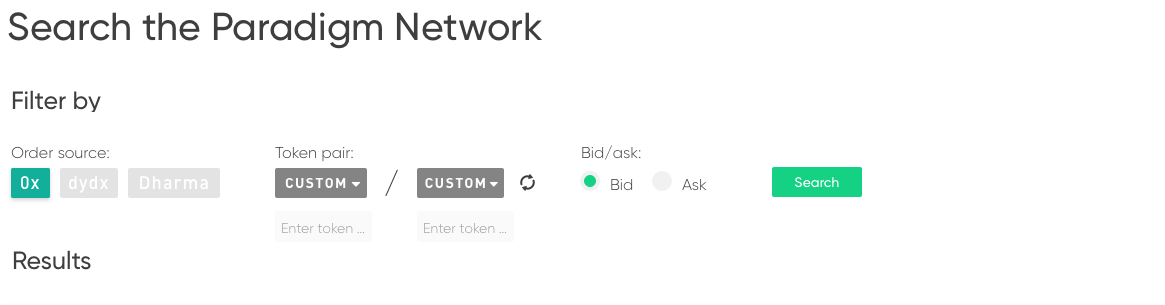 Search the Paradigm Network
Filter by
Order source:
Token pair:
Bid/ask:
0x
dydx
Dharma
CUSTOM
/
CUSTOM
Bid
Ask
Search
Enter token ...
Enter token ...
Results